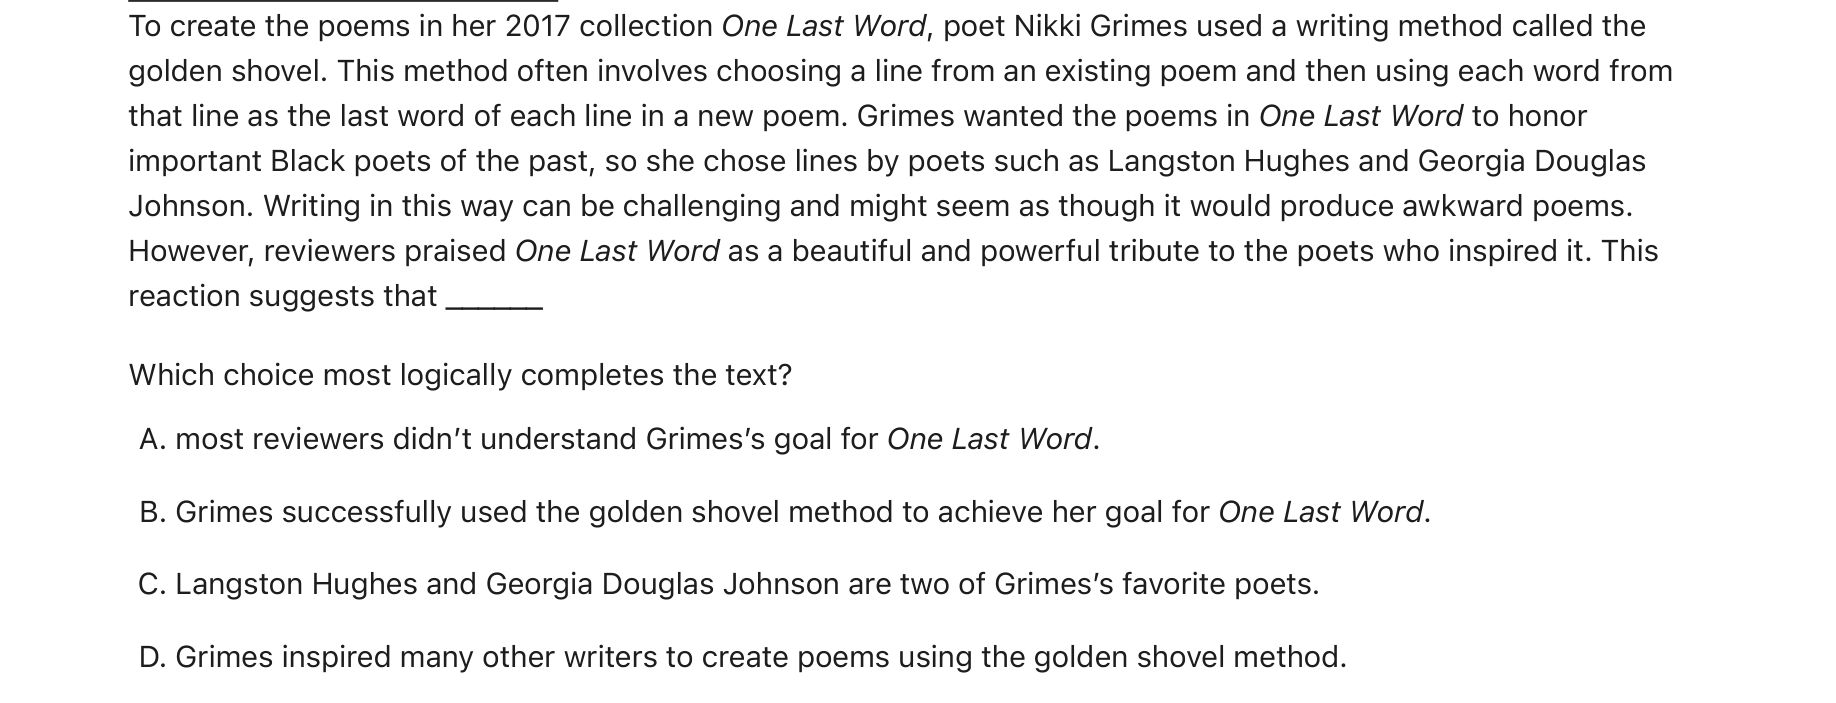 To create the poems in her 2017 collection One Last Word, poet Nikki Grimes used a writing method called the
golden shovel. This method often involves choosing a line from an existing poem and then using each word from
that line as the last word of each line in a new poem. Grimes wanted the poems in One Last Word to honor
important Black poets of the past, so she chose lines by poets such as Langston Hughes and Georgia Douglas
Johnson. Writing in this way can be challenging and might seem as though it would produce awkward poems.
However, reviewers praised One Last Word as a beautiful and powerful tribute to the poets who inspired it. This
reaction suggests that ______
Which choice most logically completes the text?
A. most reviewers didn’t understand Grimes’s goal for One Last Word.
B. Grimes successfully used the golden shovel method to achieve her goal for One Last Word.
C. Langston Hughes and Georgia Douglas Johnson are two of Grimes’s favorite poets.
D. Grimes inspired many other writers to create poems using the golden shovel method.